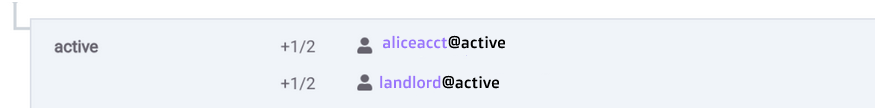 active +1/2 aliceacct@active
+1/2 landlord@active